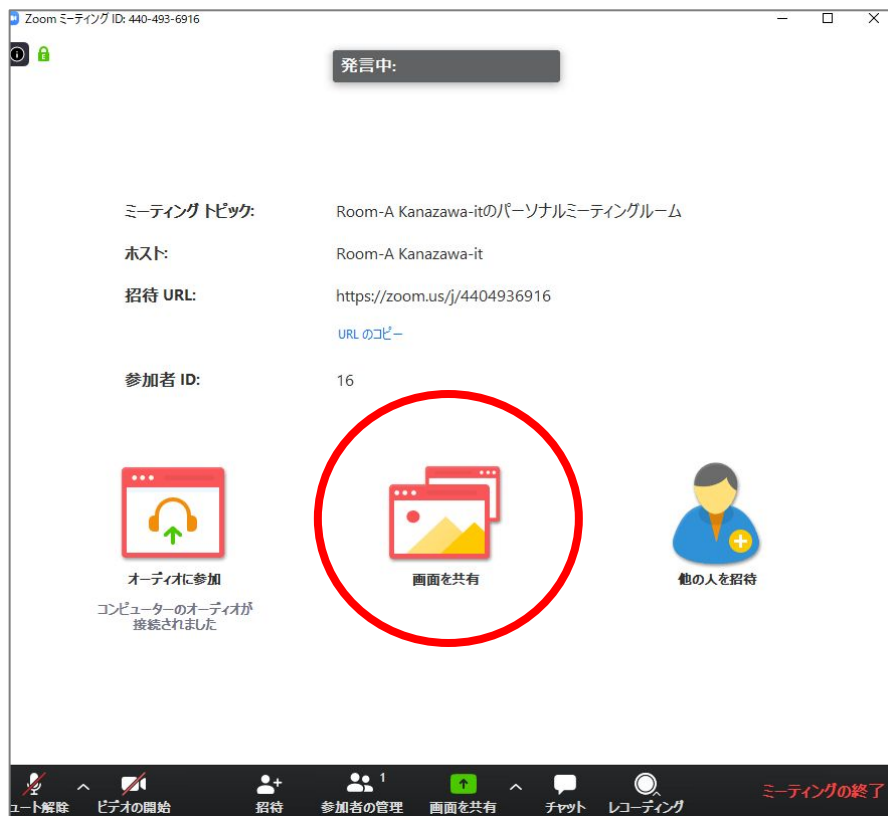 Zoom ミーティング ID: 440-493-6916
発言中:
ミーティング トピック: Room-A Kanazawa-itのパーソナルミーティングルーム
ホスト: Room-A Kanazawa-it
招待 URL: https://zoom.us/j/4404936916
URL のコピー
参加者 ID: 16
オーディオに参加 画面を共有 他の人を招待
コンピューターのオーディオが
接続されました
1
ュート解除 ビデオの開始 招待 参加者の管理 画面を共有 チャット レコーディング ミーティングの終了